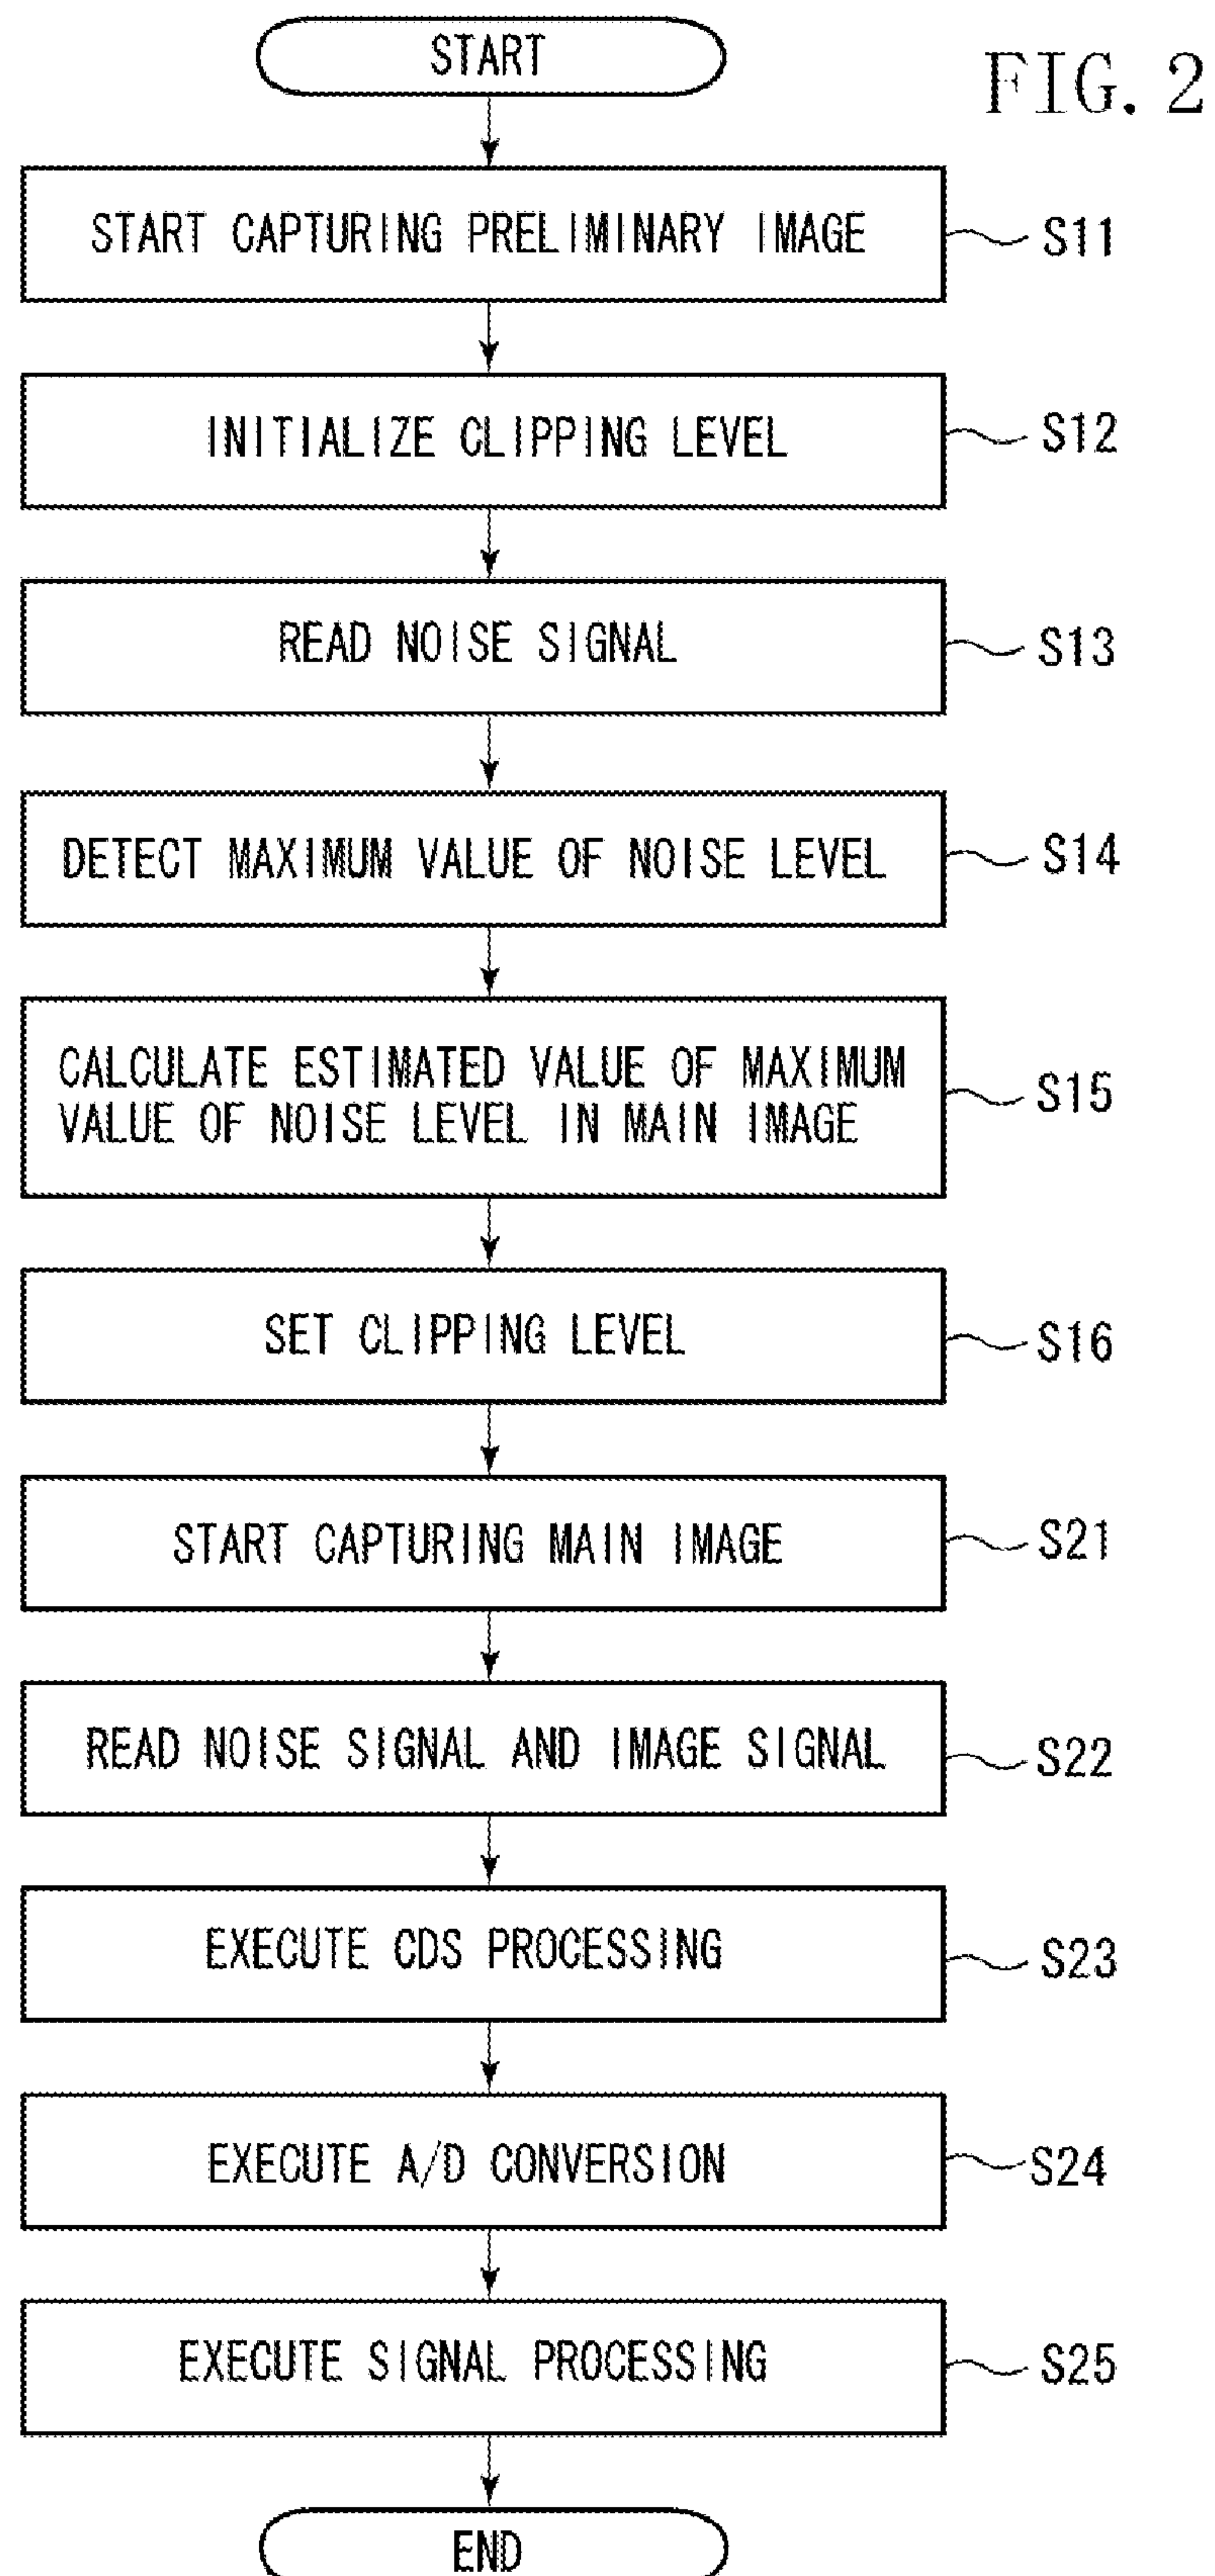 FIG. 2
START
START CAPTURING PRELIMINARY IMAGE
S11
INITIALIZE CLIPPING LEVEL
S12
READ NOISE SIGNAL
S13
DETECT MAXIMUM VALUE OF NOISE LEVEL
S14
CALCULATE ESTIMATED VALUE OF MAXIMUM
VALUE OF NOISE LEVEL IN MAIN IMAGE
S15
SET CLIPPING LEVEL
S16
START CAPTURING MAIN IMAGE
S21
READ NOISE SIGNAL AND IMAGE SIGNAL
S22
EXECUTE CDS PROCESSING
S23
EXECUTE A/D CONVERSION
S24
EXECUTE SIGNAL PROCESSING
S25
END